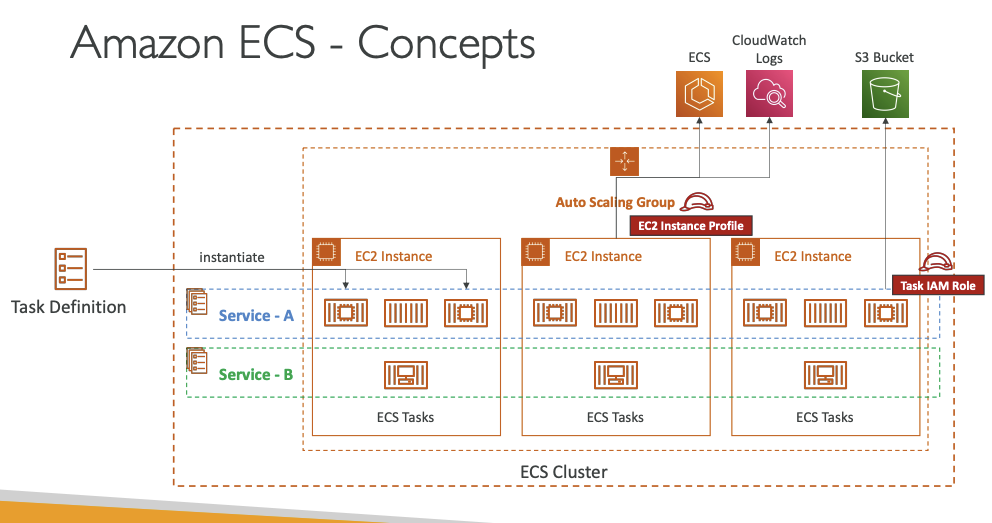 Amazon ECS - Concepts
CloudWatch
Logs
ECS
S3 Bucket
Auto Scaling Group
EC2 Instance Profile
EC2 Instance
EC2 Instance
EC2 Instance
instantiate
Task IAM Role
Task Definition
Service - A
Service - B
ECS Tasks
ECS Tasks
ECS Tasks
ECS Cluster